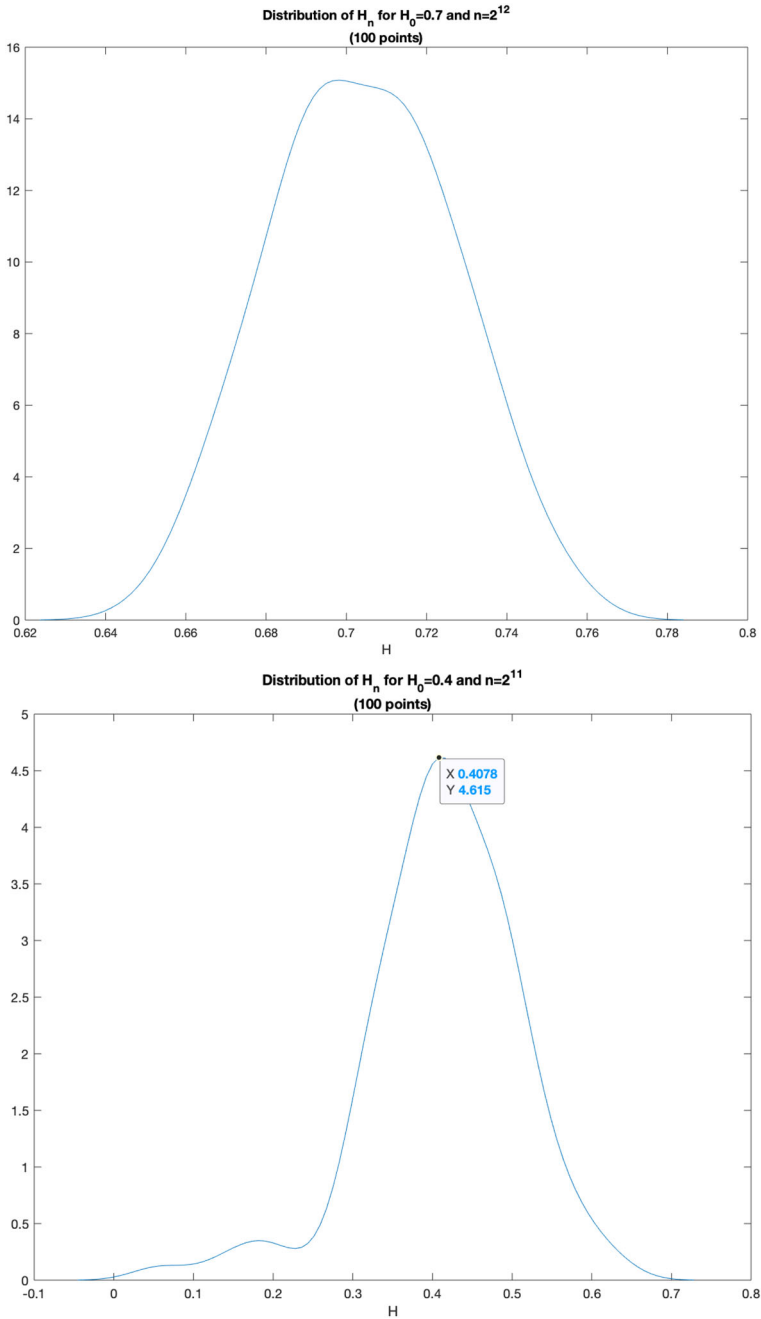 Distribution of Hn for H0=0.7 and n=2^12
(100 points)
16
14
12
10
8
6
4
2
0
0.62 0.64 0.66 0.68 0.7 0.72 0.74 0.76 0.78 0.8
H
Distribution of Hn for H0=0.4 and n=2^11
(100 points)
5
4.5
X 0.4078
Y 4.615
4
3.5
3
2.5
2
1.5
1
0.5
0
-0.1 0 0.1 0.2 0.3 0.4 0.5 0.6 0.7 0.8
H